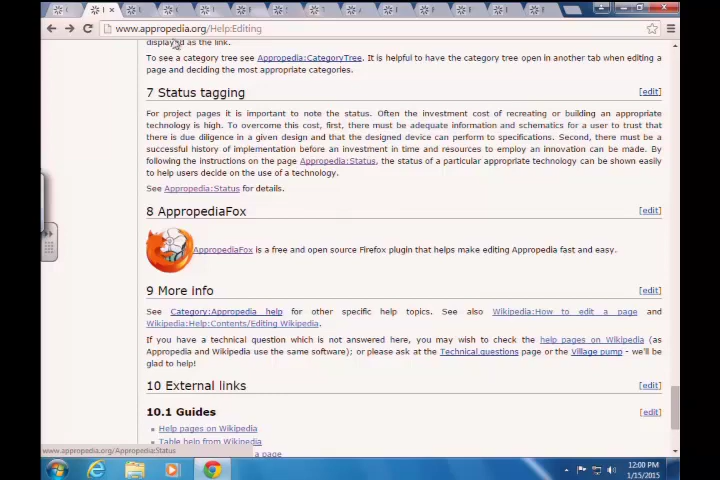 www.appropedia.org/Help:Editing
displayed as the link.
To see a category tree see Appropedia:CategoryTree. It is helpful to have the category tree open in another tab when editing a
page and deciding the most appropriate categories.
7 Status tagging [edit]
For project pages it is important to note the status. Often the investment cost of recreating or building an appropriate
technology is high. To overcome this cost, first, there must be adequate information and schematics for a user to trust that
there is due diligence in a given design and that the designed device can perform to specifications. Second, there must be a
successful history of implementation before an investment in time and resources to employ an innovation can be made. By
following the instructions on the page Appropedia:Status, the status of a particular appropriate technology can be shown easily
to help users decide on the use of a technology.
See Appropedia:Status for details.
8 AppropediaFox [edit]
AppropediaFox is a free and open source Firefox plugin that helps make editing Appropedia fast and easy.
9 More info [edit]
See Category:Appropedia help for other specific help topics. See also Wikipedia:How to edit a page and
Wikipedia:Help:Contents/Editing Wikipedia.
If you have a technical question which is not answered here, you may wish to check the help pages on Wikipedia (as
Appropedia and Wikipedia use the same software); or please ask at the Technical questions page or the Village pump - we'll be
glad to help!
10 External links [edit]
10.1 Guides [edit]
Help pages on Wikipedia
Table help from Wikipedia
a page
www.appropedia.org/Appropedia:Status
12:00 PM
1/15/2015